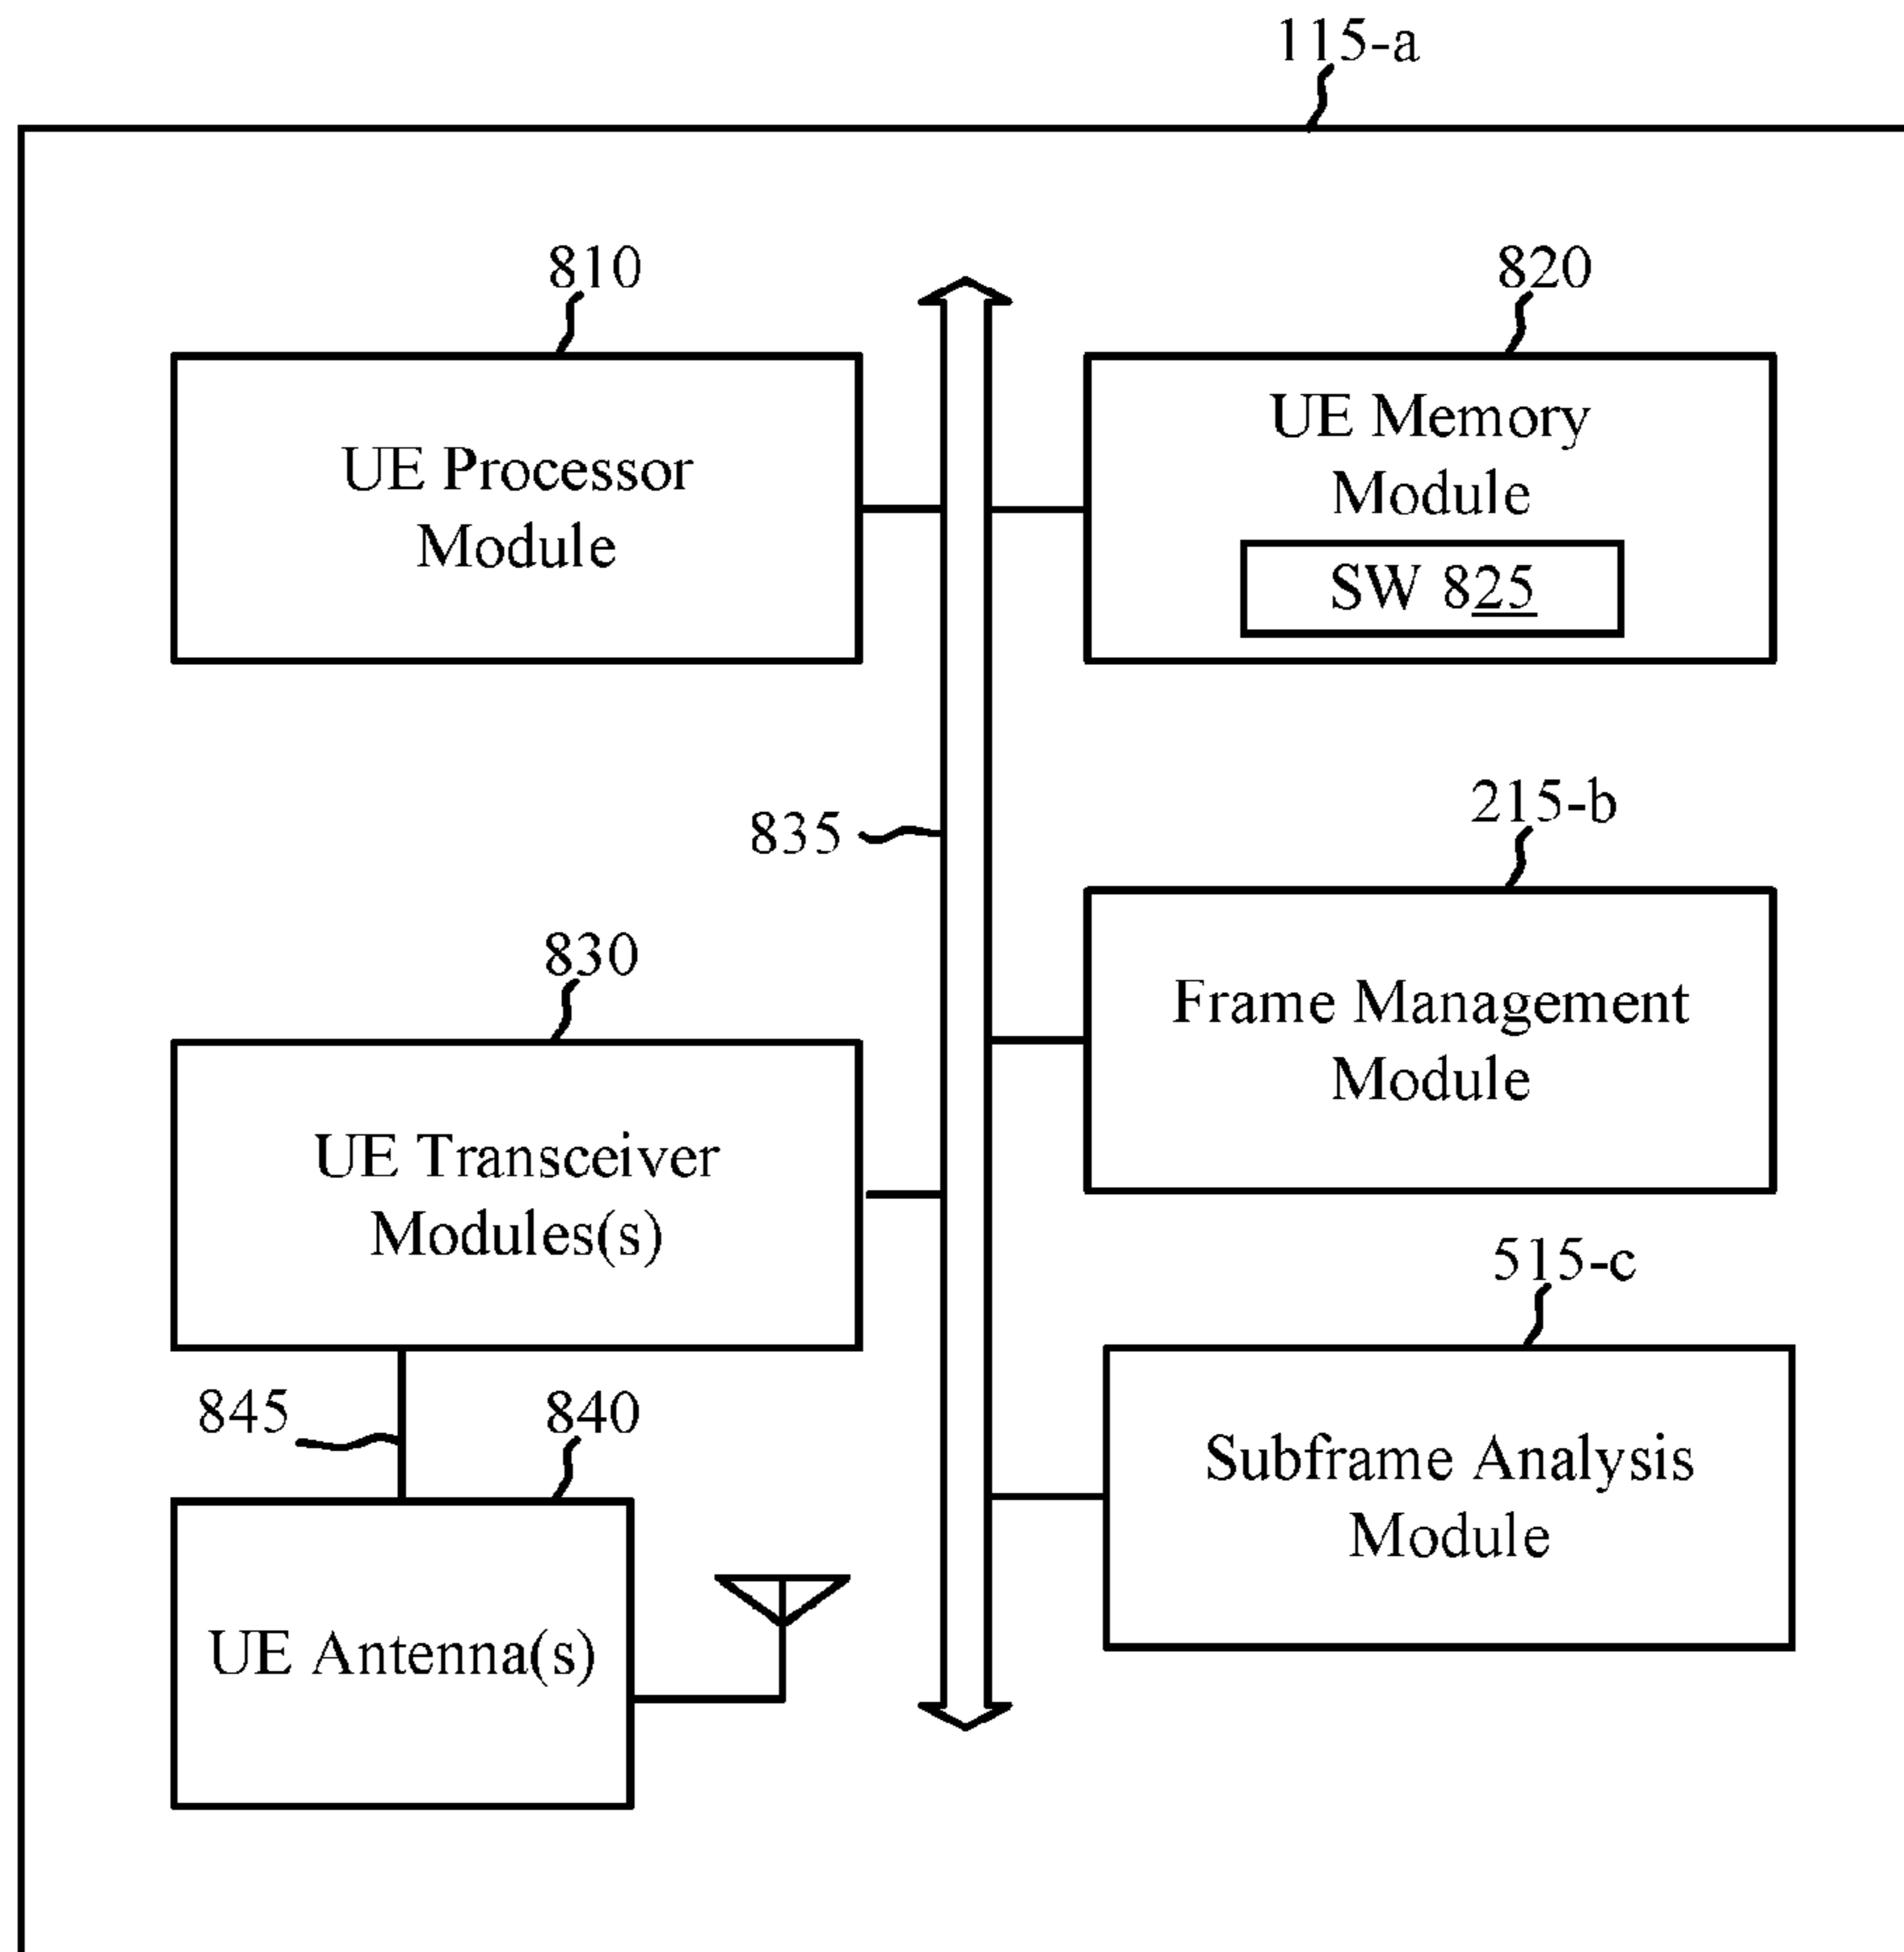 115-a
810
820
UE Processor
Module
UE Memory
Module
SW 825
835
215-b
Frame Management
Module
830
UE Transceiver
Modules(s)
515-c
Subframe Analysis
Module
845
840
UE Antenna(s)